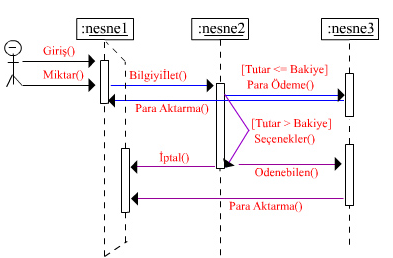 :nesne1
:nesne2
:nesne3
Giriş()
Miktar()
Bilgiyiİlet()
[Tutar <= Bakiye]
Para Ödeme()
Para Aktarma()
[Tutar > Bakiye]
Seçenekler()
İptal()
Odenebilen()
Para Aktarma()